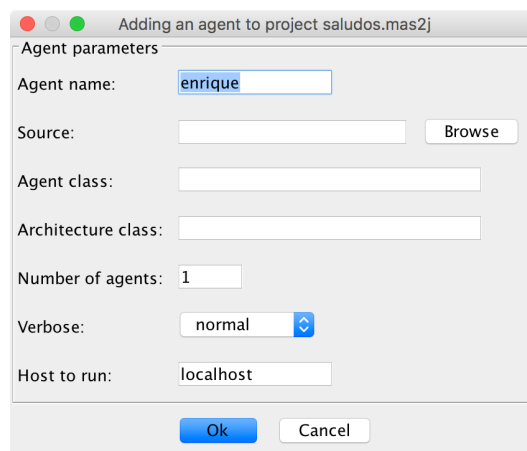 Adding an agent to project saludos.mas2j
Agent parameters
Agent name: enrique
Source: Browse
Agent class:
Architecture class:
Number of agents: 1
Verbose: normal
Host to run: localhost
Ok Cancel